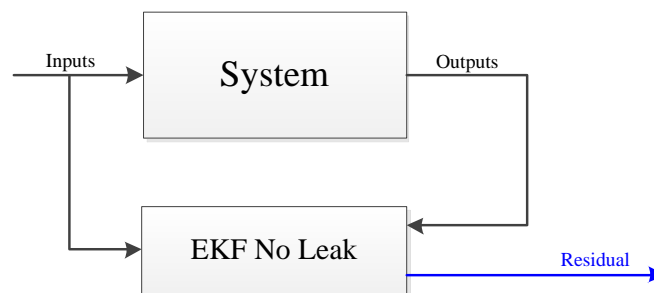 Inputs
System
Outputs
EKF No Leak
Residual